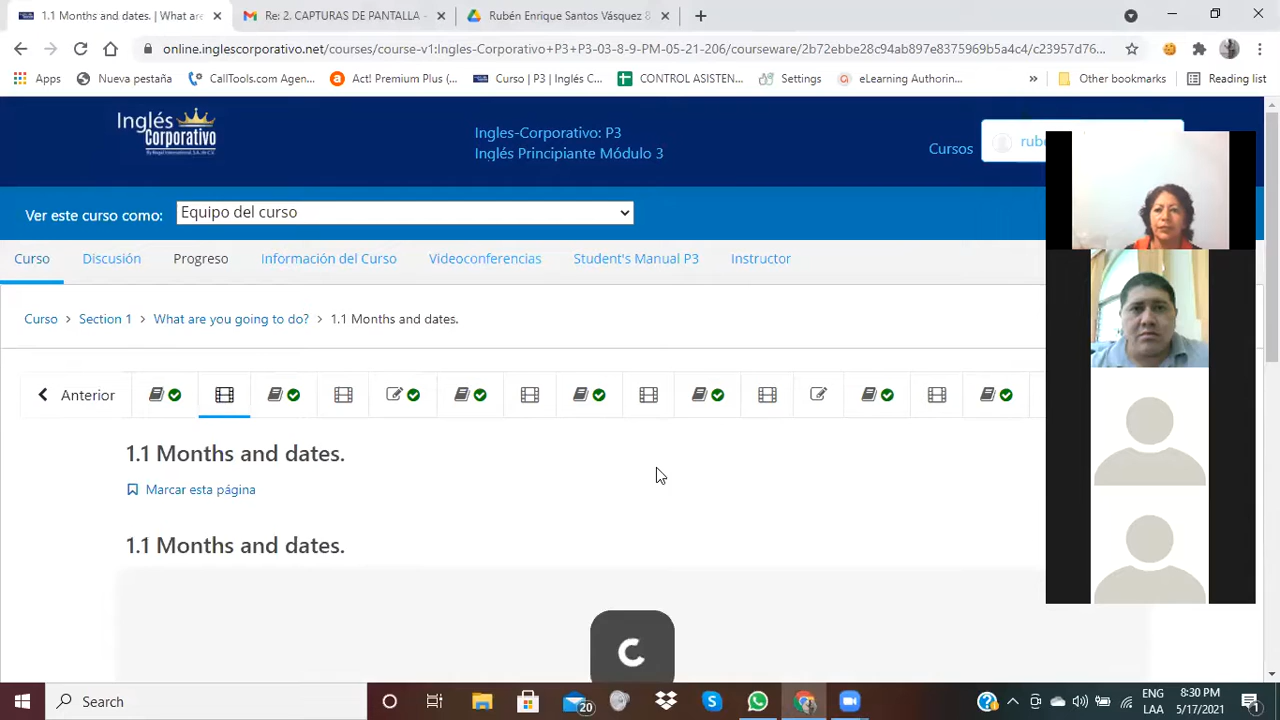 1.1 Months and dates. | What are
Re: 2. CAPTURAS DE PANTALLA -
Rubén Enrique Santos Vásquez 8
online.inglescorporativo.net/courses/course-v1:Ingles-Corporativo+P3+P3-03-8-9-PM-05-21-206/courseware/2b72ebbe28c94ab897e8375969b5a4c4/c23957d76...
Apps
Nueva pestaña
CallTools.com Agen...
Act! Premium Plus (...
Curso | P3 | Inglés C...
CONTROL ASISTEN...
Settings
eLearning Authorin...
»
Other bookmarks
Reading list
Inglés
Corporativo
Ingles-Corporativo: P3
Inglés Principiante Módulo 3
Cursos
rub
Ver este curso como:
Equipo del curso
Curso
Discusión
Progreso
Información del Curso
Videoconferencias
Student's Manual P3
Instructor
Curso > Section 1 > What are you going to do? > 1.1 Months and dates.
Anterior
1.1 Months and dates.
Marcar esta página
1.1 Months and dates.
Search
20
ENG
LAA
8:30 PM
5/17/2021
1